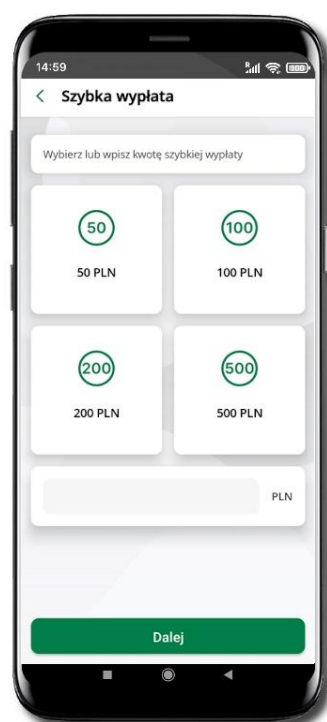 14:59
Szybka wypłata
Wybierz lub wpisz kwotę szybkiej wypłaty
50 100
50 PLN 100 PLN
200 500
200 PLN 500 PLN
PLN
Dalej